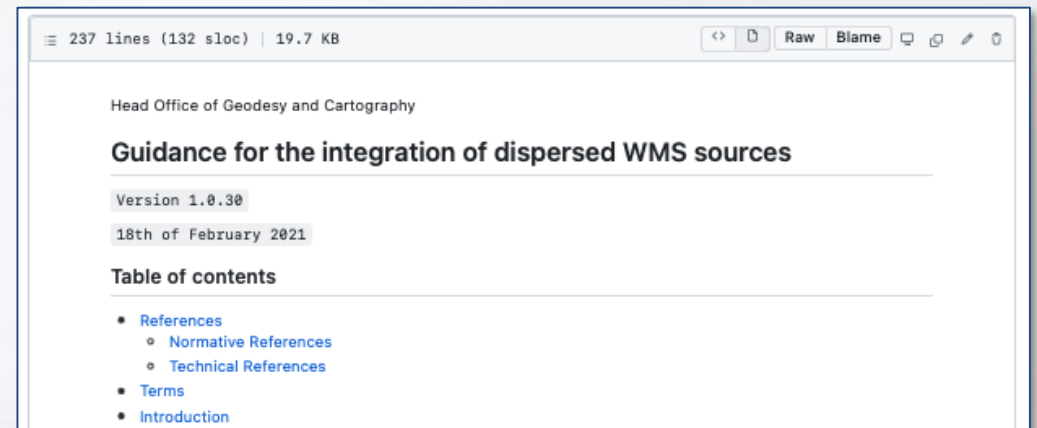 237 lines (132 sloc) | 19.7 KB
Raw Blame
Head Office of Geodesy and Cartography
Guidance for the integration of dispersed WMS sources
Version 1.0.30
18th of February 2021
Table of contents
References
Normative References
Technical References
Terms
Introduction